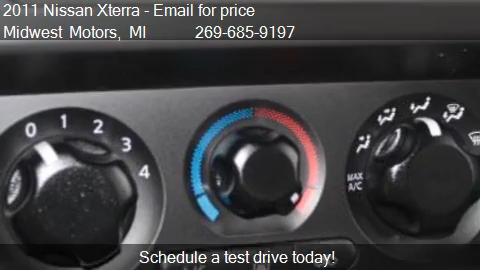 2011 Nissan Xterra - Email for price
Midwest Motors, MI 269-685-9197
0 1 2 3 4
MAX
A/C
Schedule a test drive today!